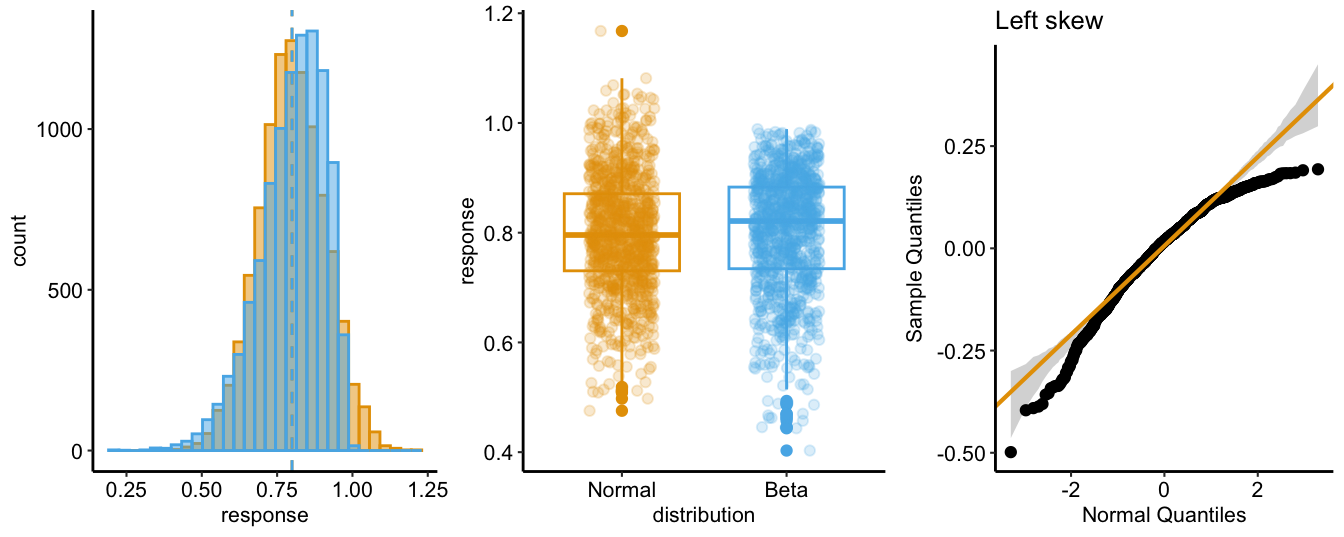 1000
500
0
count
0.25 0.50 0.75 1.00 1.25
response
1.2
1.0
0.8
0.6
0.4
response
Normal Beta
distribution
Left skew
0.25
0.00
-0.25
-0.50
Sample Quantiles
-2 0 2
Normal Quantiles